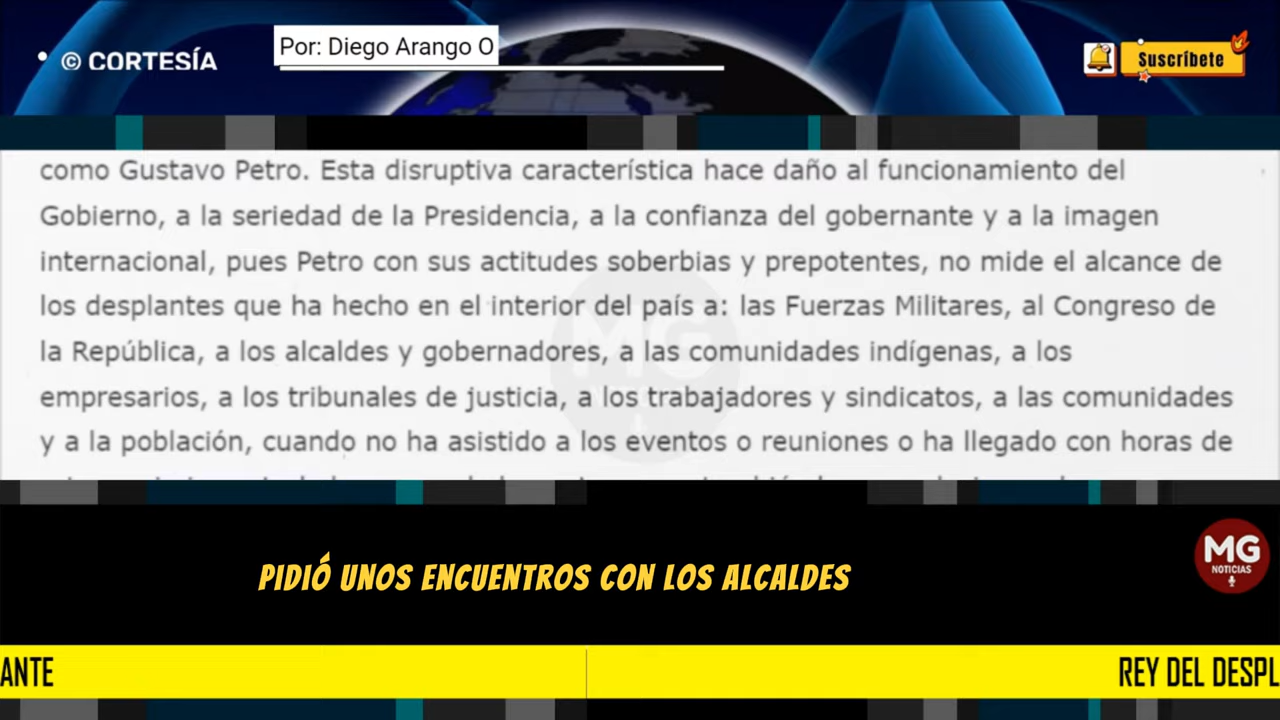 © CORTESÍA
Por: Diego Arango O
Suscríbete
como Gustavo Petro. Esta disruptiva característica hace daño al funcionamiento del
Gobierno, a la seriedad de la Presidencia, a la confianza del gobernante y a la imagen
internacional, pues Petro con sus actitudes soberbias y prepotentes, no mide el alcance de
los desplantes que ha hecho en el interior del país a: las Fuerzas Militares, al Congreso de
la República, a los alcaldes y gobernadores, a las comunidades indígenas, a los
empresarios, a los tribunales de justicia, a los trabajadores y sindicatos, a las comunidades
y a la población, cuando no ha asistido a los eventos o reuniones o ha llegado con horas de
PIDIÓ UNOS ENCUENTROS CON LOS ALCALDES
MG
NOTICIAS
ANTE
REY DEL DESPL